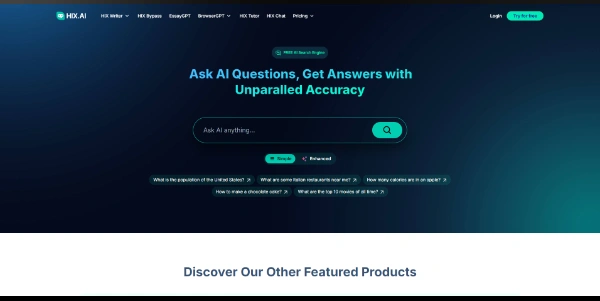 HIX.AI HIX Writer HIX Bypass EssayGPT BrowserGPT HIX Tutor HIX Chat Pricing Login Try for free
FREE AI Search Engine
Ask AI Questions, Get Answers with
Unparalled Accuracy
Ask AI anything...
Simple Enhanced
What is the population of the United States? What are some Italian restaurants near me? How many calories are in an apple?
How to make a chocolate cake? What are the top 10 movies of all time?
Discover Our Other Featured Products